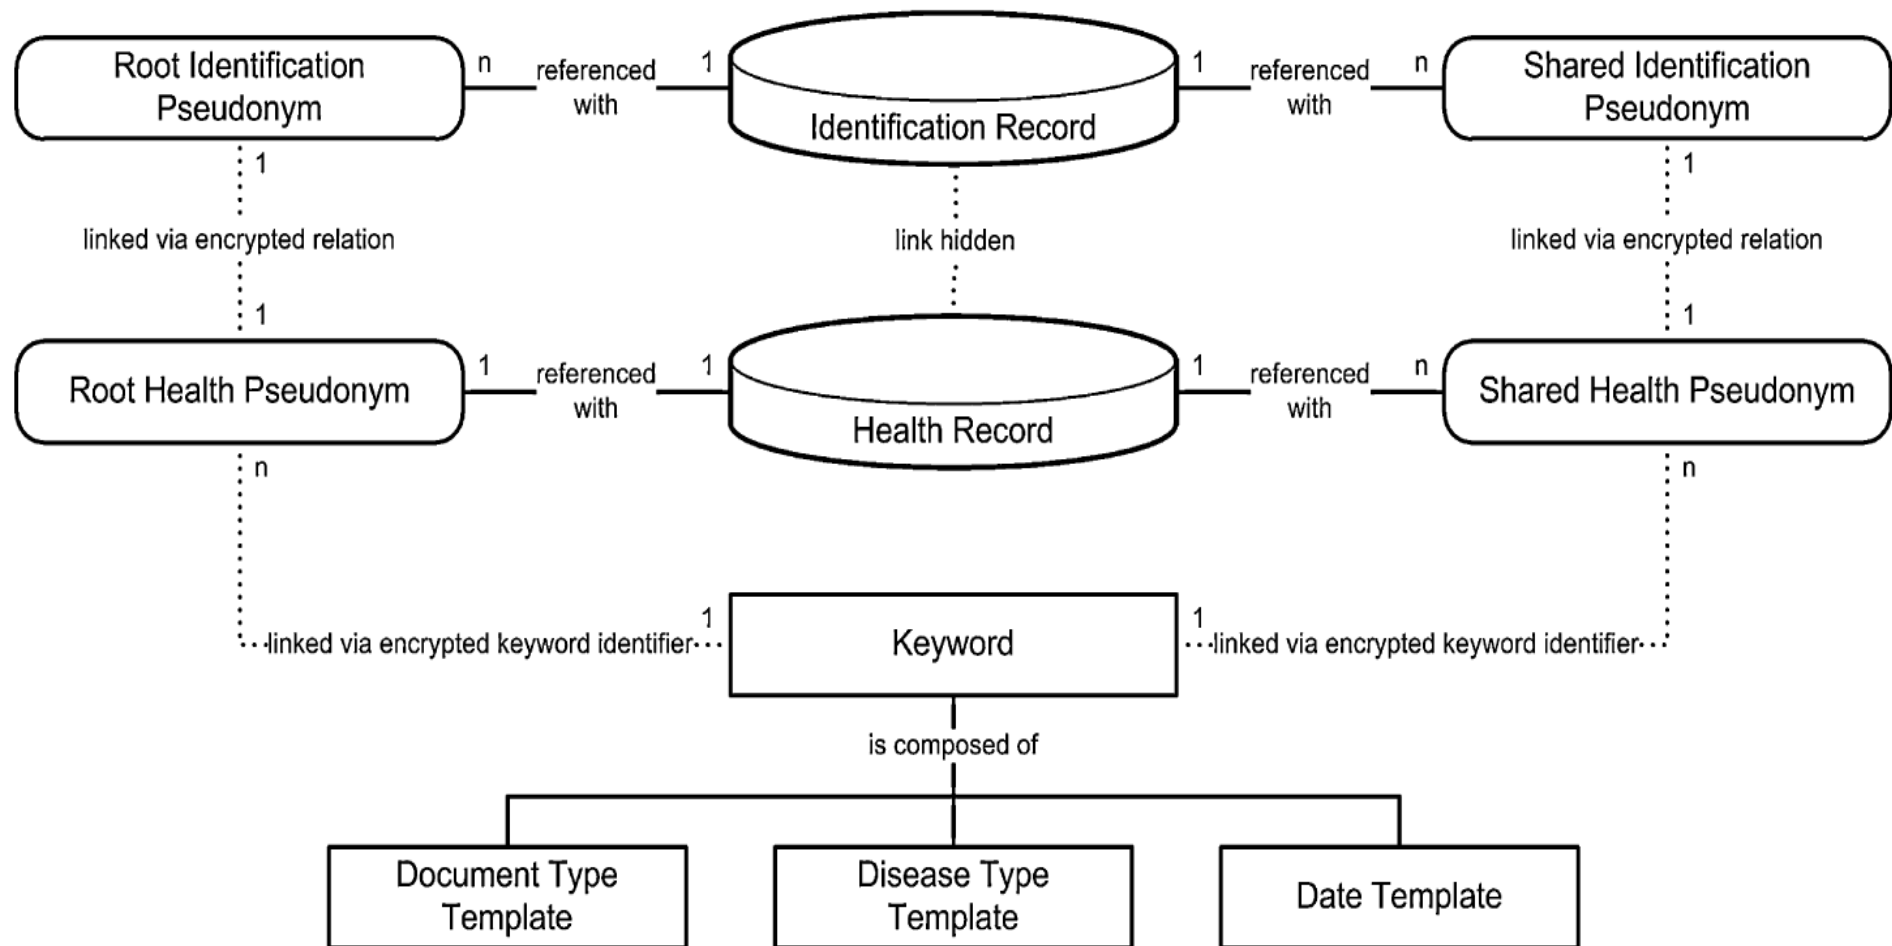 Root Identification
Pseudonym
n
referenced
with
1
Identification Record
1
referenced
with
n
Shared Identification
Pseudonym
1
linked via encrypted relation
1
link hidden
1
linked via encrypted relation
1
Root Health Pseudonym
1
referenced
with
1
Health Record
1
referenced
with
n
Shared Health Pseudonym
n
linked via encrypted keyword identifier
1
Keyword
1
linked via encrypted keyword identifier
n
is composed of
Document Type
Template
Disease Type
Template
Date Template